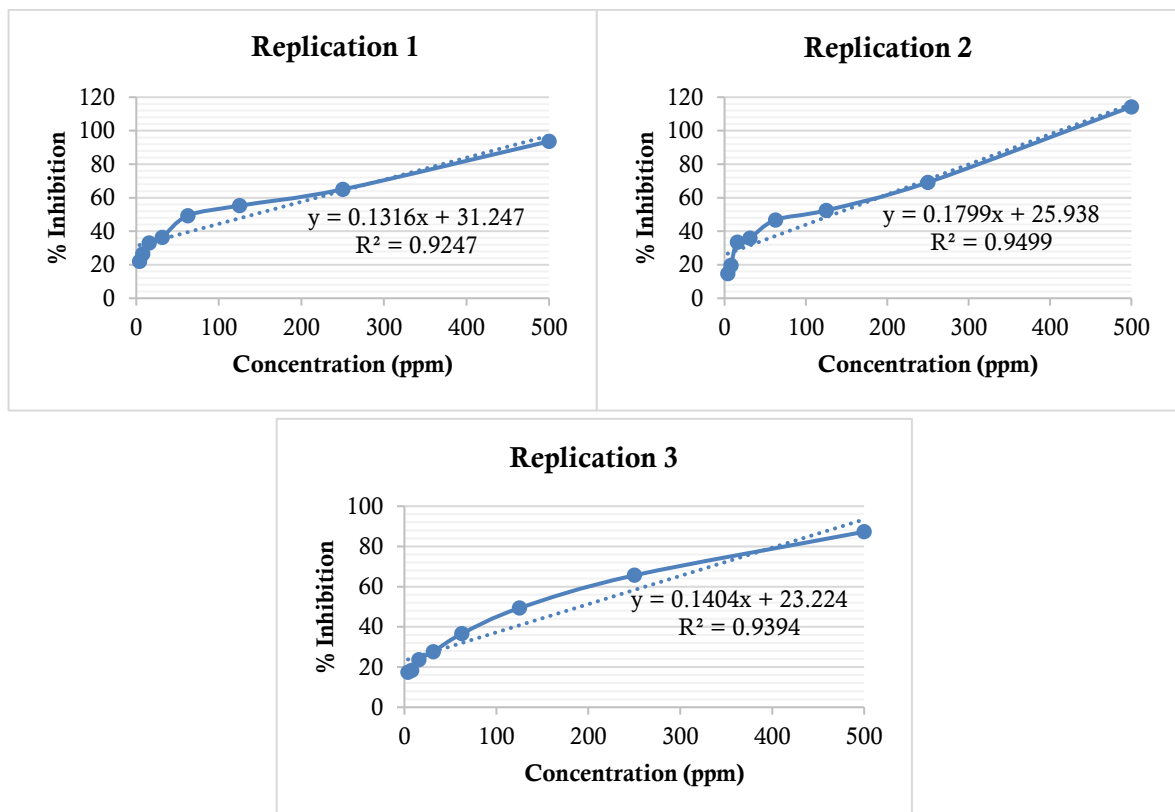 Replication 1
% Inhibition
120
100
80
60
40
20
0
y = 0.1316x + 31.247
R² = 0.9247
0 100 200 300 400 500
Concentration (ppm)
Replication 2
% Inhibition
120
100
80
60
40
20
0
y = 0.1799x + 25.938
R² = 0.9499
0 100 200 300 400 500
Concentration (ppm)
Replication 3
% Inhibition
100
80
60
40
20
0
y = 0.1404x + 23.224
R² = 0.9394
0 100 200 300 400 500
Concentration (ppm)